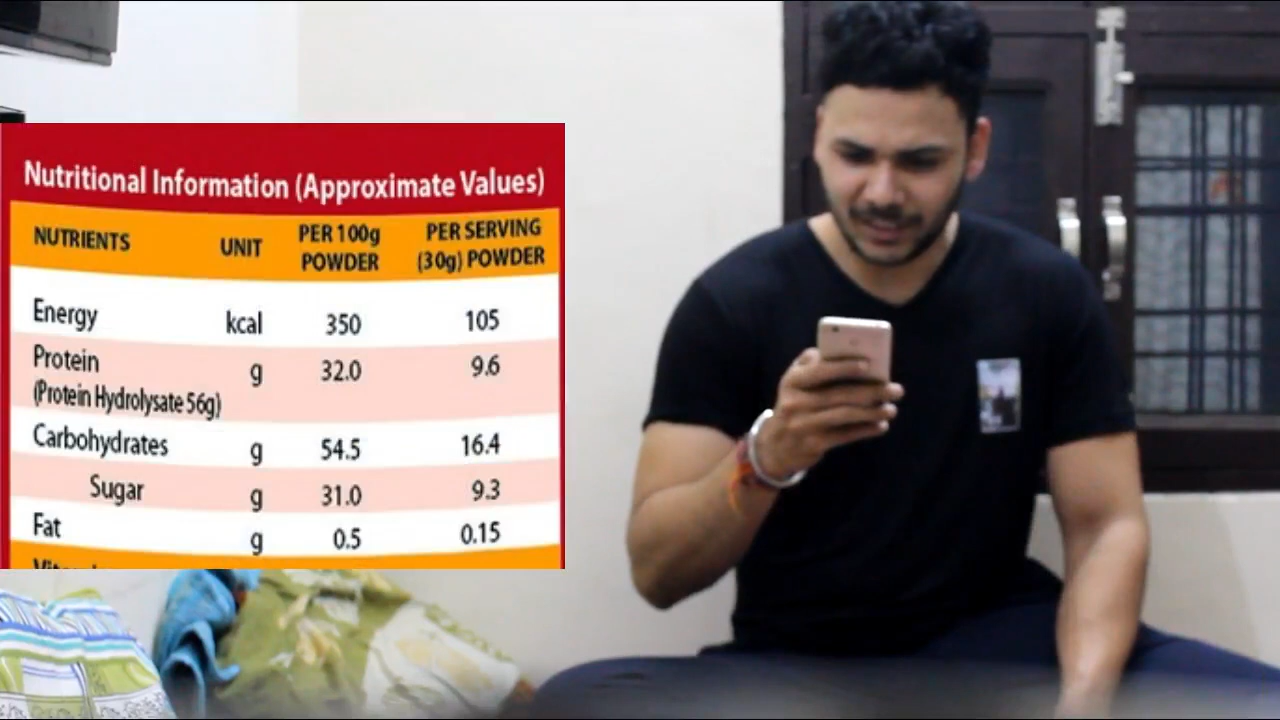 Nutritional Information (Approximate Values)
NUTRIENTS UNIT PER 100g POWDER PER SERVING (30g) POWDER
Energy kcal 350 105
Protein g 32.0 9.6
(Protein Hydrolysate 56g)
Carbohydrates g 54.5 16.4
Sugar g 31.0 9.3
Fat g 0.5 0.15